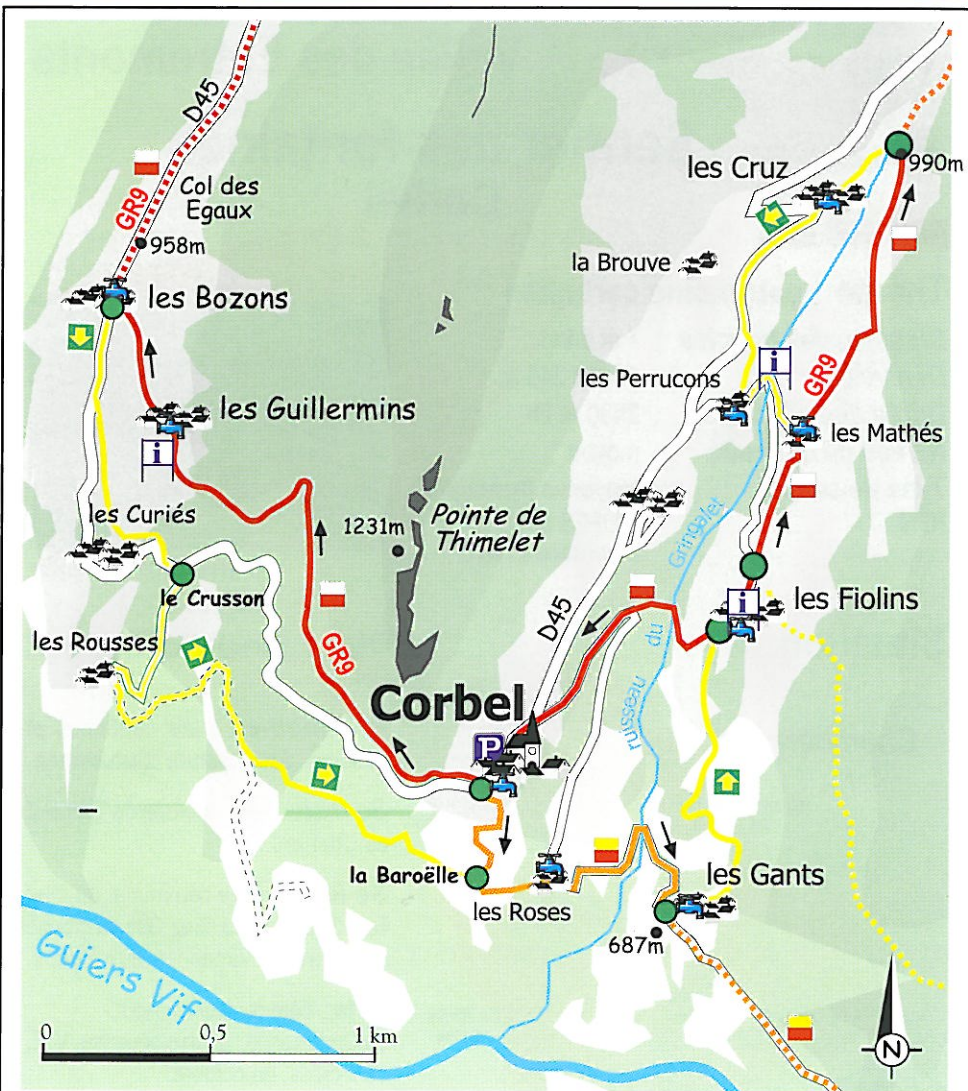 D45
GR9
Col des
Egaux
958m
les Bozons
les Guillermins
i
les Curiés
le Crusson
les Rousses
1231m
Pointe de
Thimelet
GR9
les Cruz
990m
la Brouve
i
les Perrucons
GR9
les Mathés
D45
ruisseau du Gringalet
i
les Fiolins
Corbel
P
la Baroëlle
les Roses
les Gants
687m
Guiers Vif
0 0,5 1 km
N